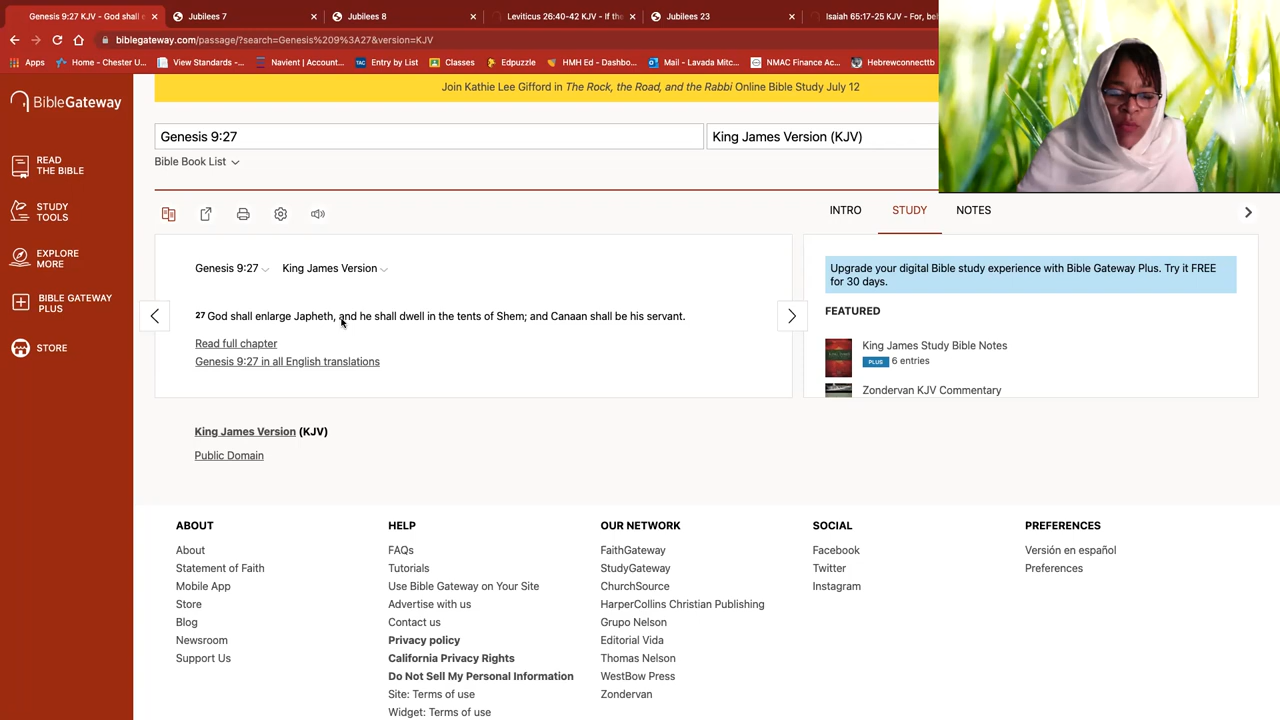 Genesis 9:27 KJV - God shall e
Jubilees 7
Jubilees 8
Leviticus 26:40-42 KJV - If the
Jubilees 23
Isaiah 65:17-25 KJV - For, beh
biblegateway.com/passage/?search=Genesis%209%3A27&version=KJV
Apps
Home - Chester U...
View Standards -...
Navient | Account...
TAC Entry by List
Classes
Edpuzzle
HMH Ed - Dashbo...
Mail - Lavada Mitc...
NMAC Finance Ac...
Hebrewconnecttb
Join Kathie Lee Gifford in The Rock, the Road, and the Rabbi Online Bible Study July 12
BibleGateway
READ
THE BIBLE
STUDY
TOOLS
EXPLORE
MORE
BIBLE GATEWAY
PLUS
STORE
Genesis 9:27
King James Version (KJV)
Bible Book List
INTRO
STUDY
NOTES
Genesis 9:27
King James Version
27 God shall enlarge Japheth, and he shall dwell in the tents of Shem; and Canaan shall be his servant.
Read full chapter
Genesis 9:27 in all English translations
Upgrade your digital Bible study experience with Bible Gateway Plus. Try it FREE
for 30 days.
FEATURED
King James Study Bible Notes
PLUS 6 entries
Zondervan KJV Commentary
King James Version (KJV)
Public Domain
ABOUT
About
Statement of Faith
Mobile App
Store
Blog
Newsroom
Support Us
HELP
FAQs
Tutorials
Use Bible Gateway on Your Site
Advertise with us
Contact us
Privacy policy
California Privacy Rights
Do Not Sell My Personal Information
Site: Terms of use
Widget: Terms of use
OUR NETWORK
FaithGateway
StudyGateway
ChurchSource
HarperCollins Christian Publishing
Grupo Nelson
Editorial Vida
Thomas Nelson
WestBow Press
Zondervan
SOCIAL
Facebook
Twitter
Instagram
PREFERENCES
Versión en español
Preferences